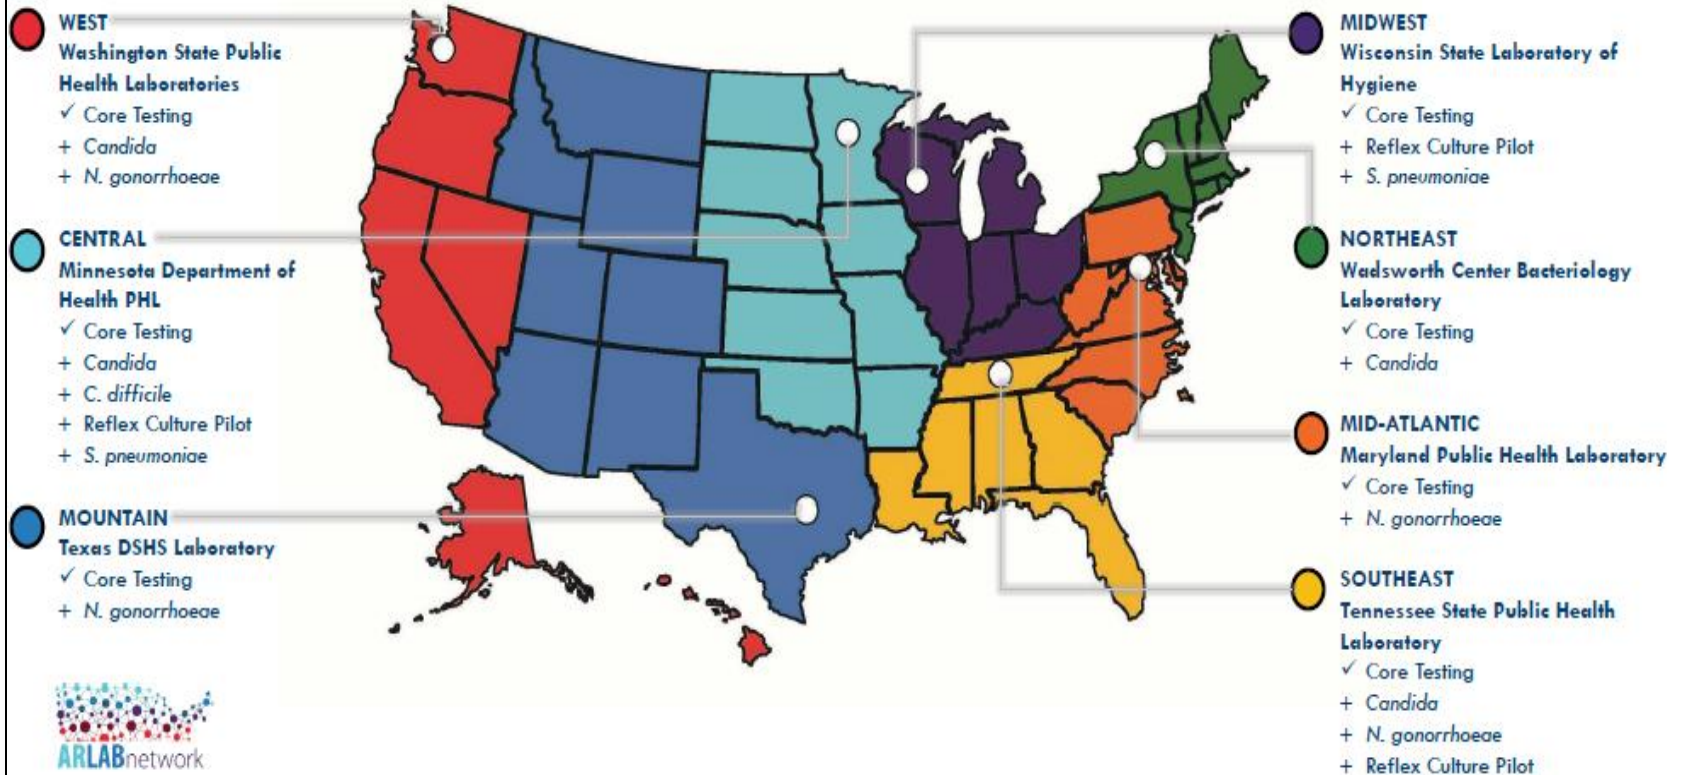 WEST
Washington State Public
Health Laboratories
✓ Core Testing
+ Candida
+ N. gonorrhoeae
CENTRAL
Minnesota Department of
Health PHL
✓ Core Testing
+ Candida
+ C. difficile
+ Reflex Culture Pilot
+ S. pneumoniae
MOUNTAIN
Texas DSHS Laboratory
✓ Core Testing
+ N. gonorrhoeae
ARLABnetwork
MIDWEST
Wisconsin State Laboratory of
Hygiene
✓ Core Testing
+ Reflex Culture Pilot
+ S. pneumoniae
NORTHEAST
Wadsworth Center Bacteriology
Laboratory
✓ Core Testing
+ Candida
MID-ATLANTIC
Maryland Public Health Laboratory
✓ Core Testing
+ N. gonorrhoeae
SOUTHEAST
Tennessee State Public Health
Laboratory
✓ Core Testing
+ Candida
+ N. gonorrhoeae
+ Reflex Culture Pilot